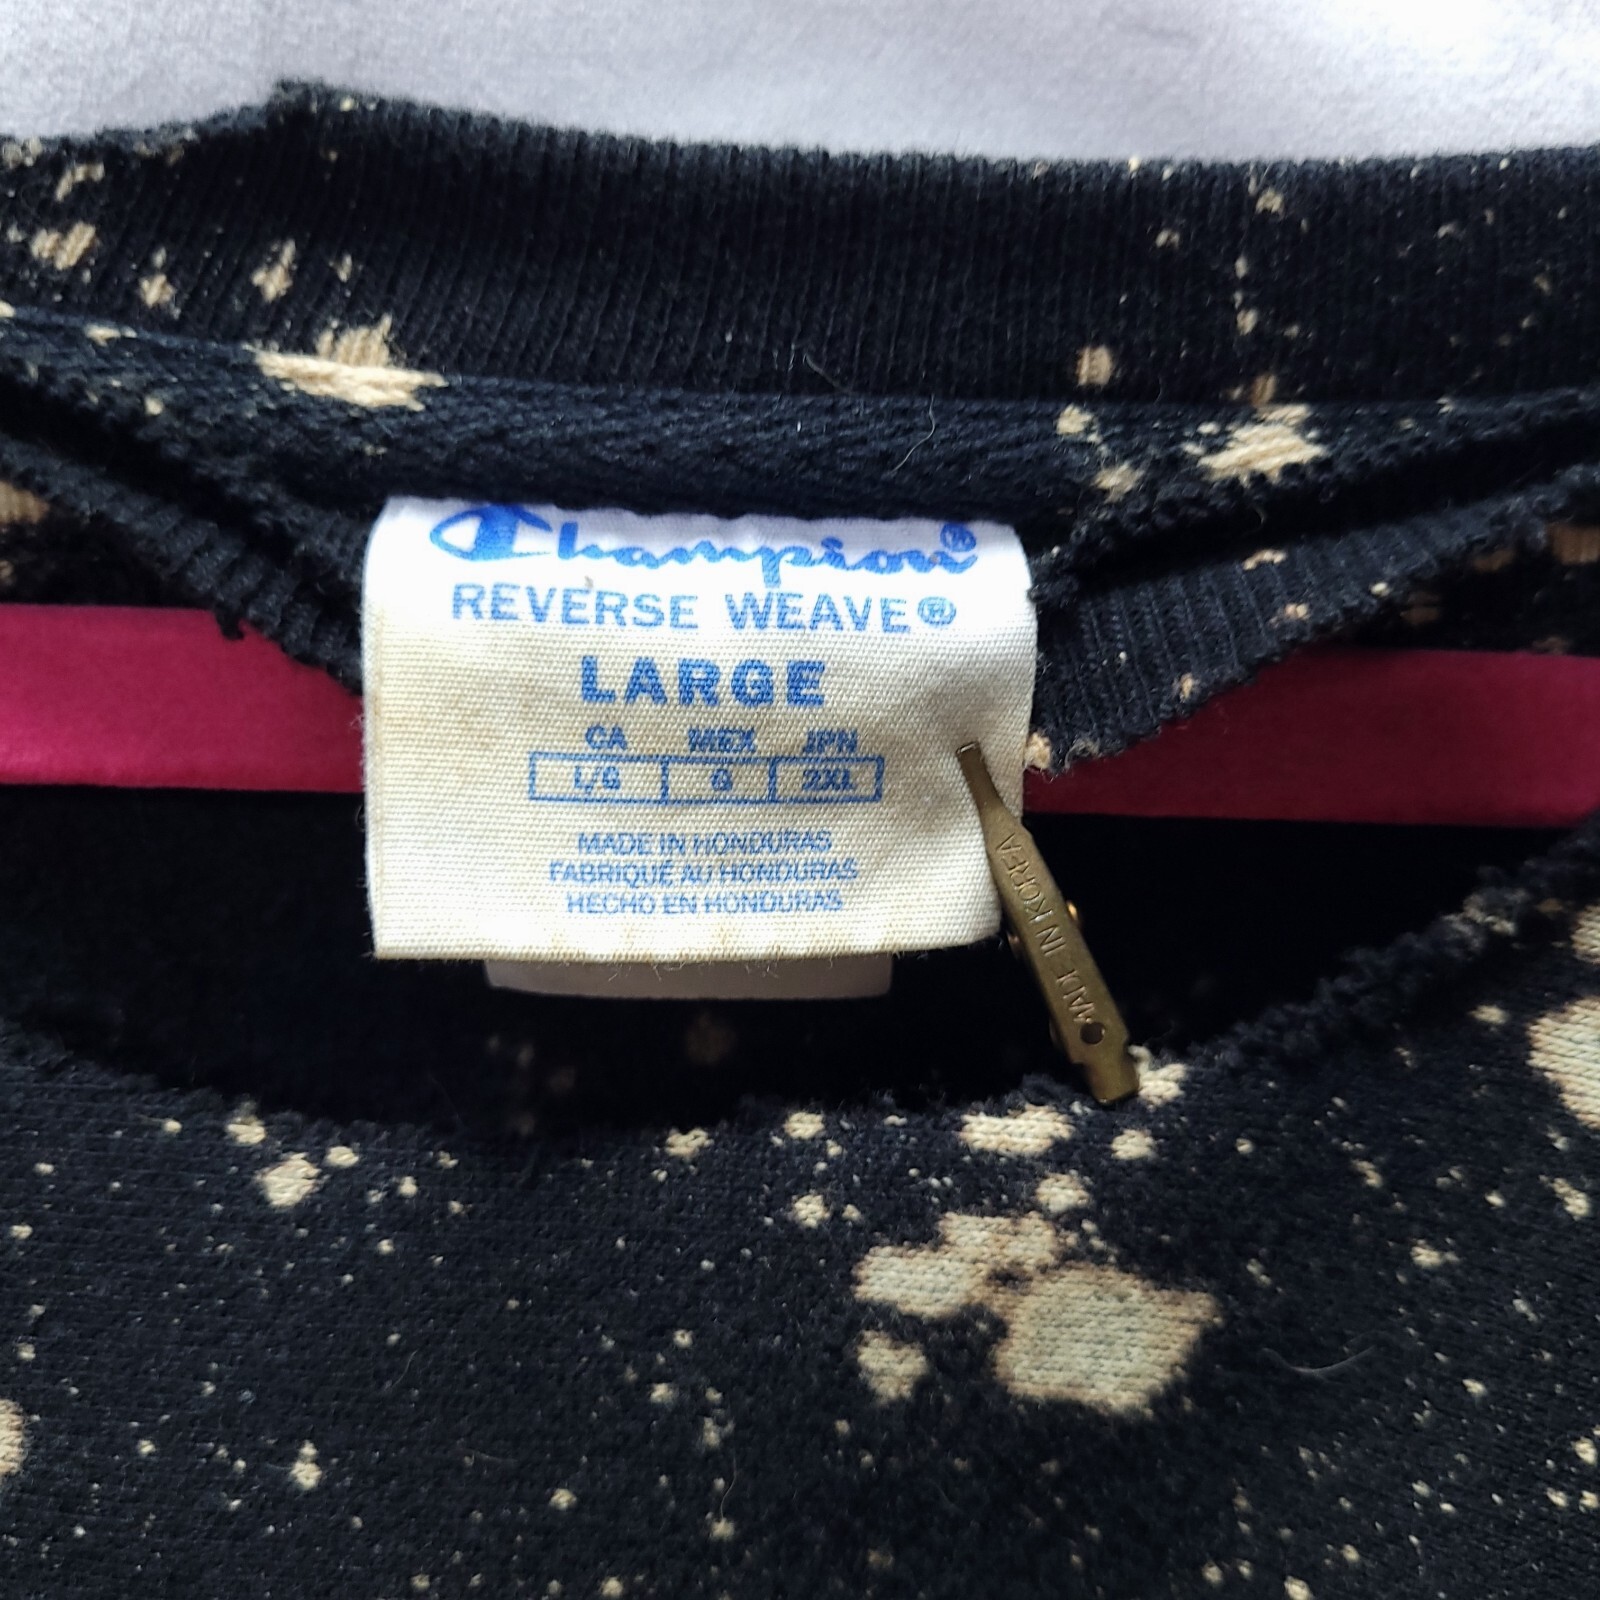 Champion®
REVERSE WEAVE®
LARGE
CA MEX JPN
L/G G 2XL
MADE IN HONDURAS
FABRIQUÉ AU HONDURAS
HECHO EN HONDURAS
MADE IN KOREA